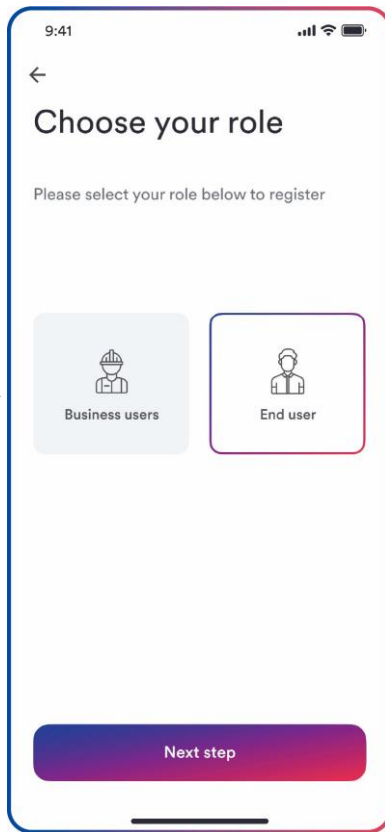 9:41
Choose your role
Please select your role below to register
Business users
End user
Next step